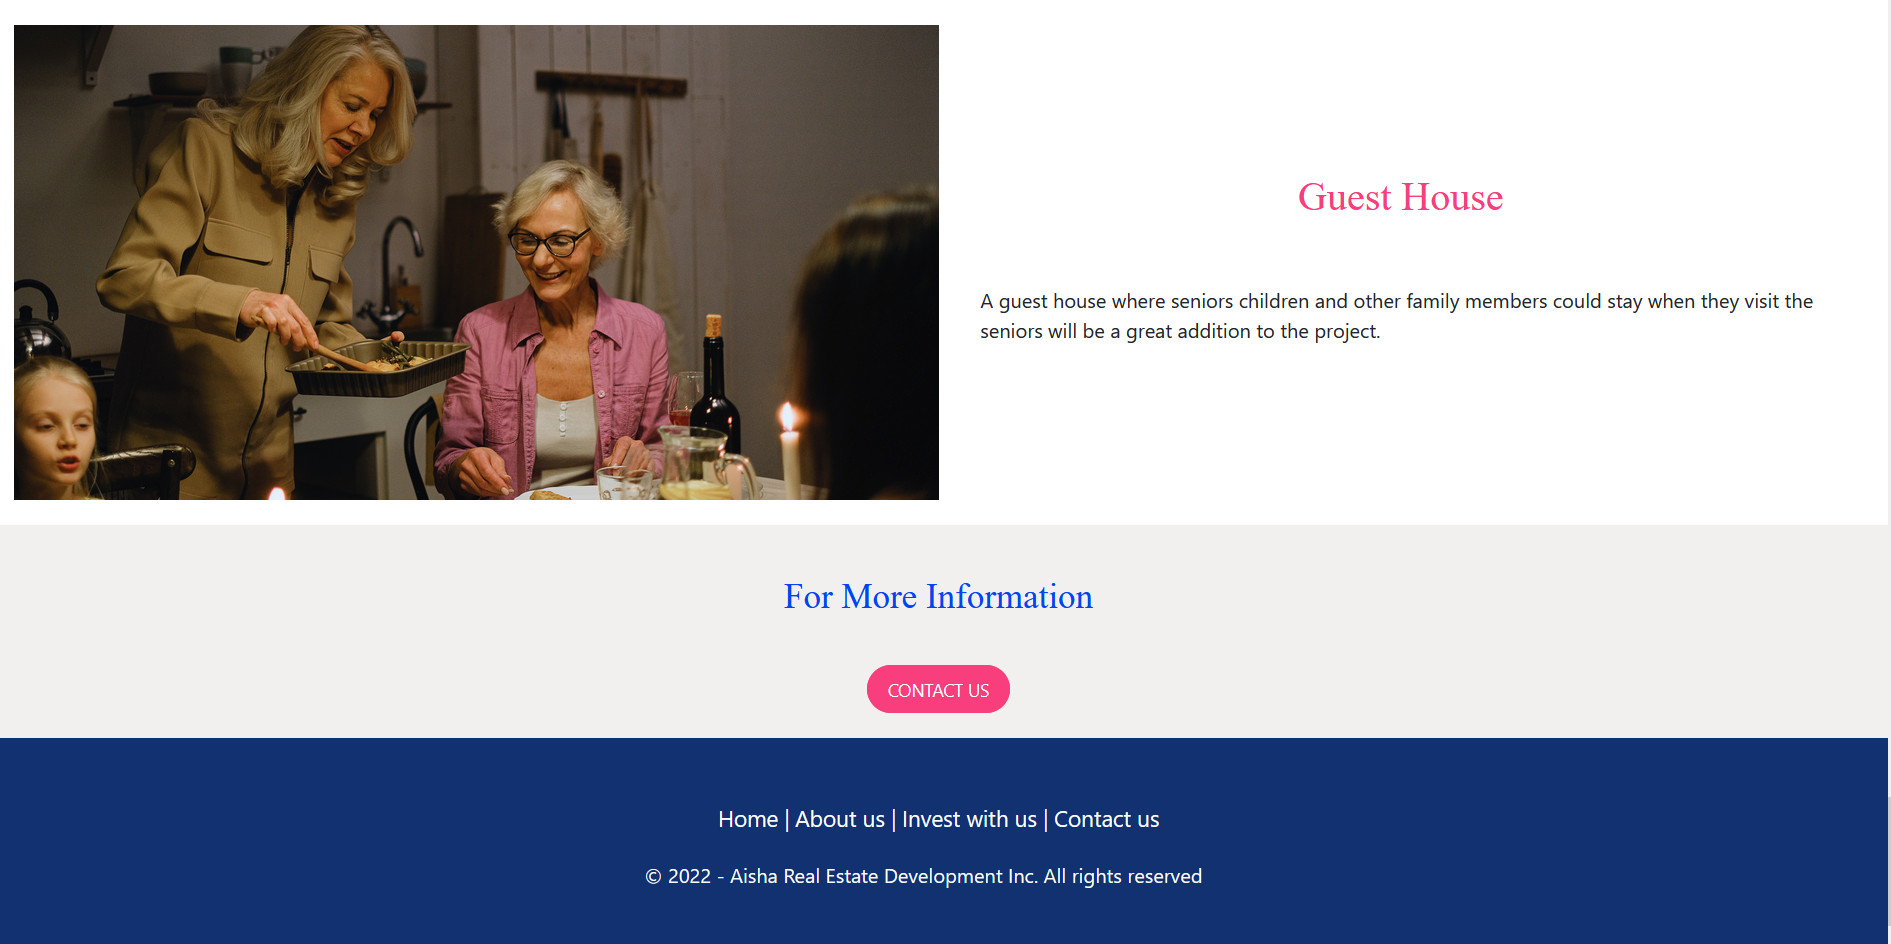 Guest House
A guest house where seniors children and other family members could stay when they visit the
seniors will be a great addition to the project.
For More Information
CONTACT US
Home | About us | Invest with us | Contact us
© 2022 - Aisha Real Estate Development Inc. All rights reserved